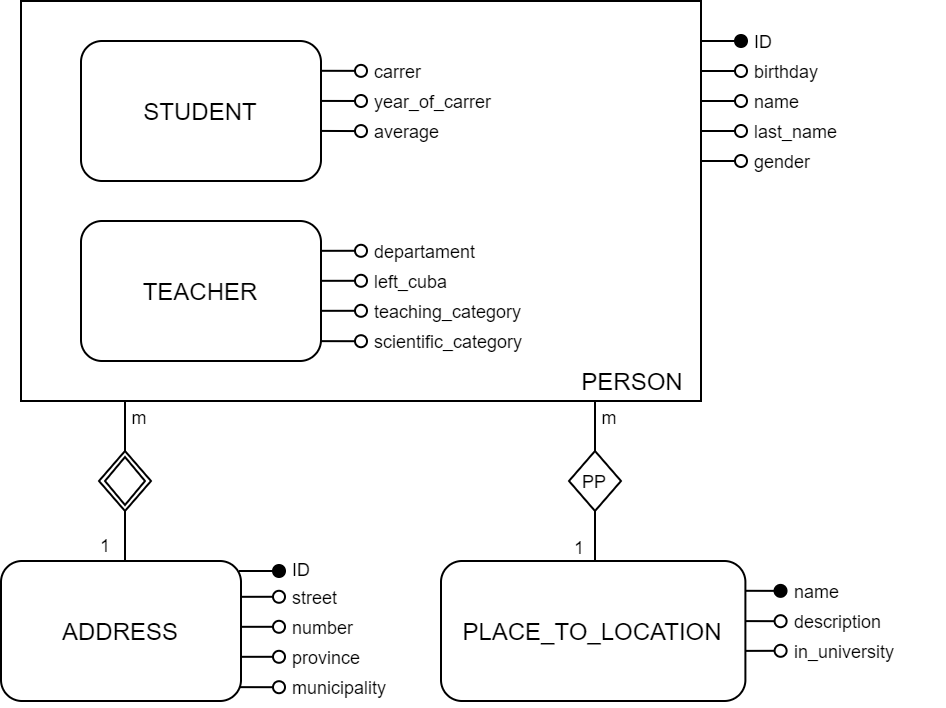 ID
birthday
name
last_name
gender
STUDENT
carrer
year_of_carrer
average
TEACHER
departament
left_cuba
teaching_category
scientific_category
PERSON
m
m
PP
1
1
ADDRESS
ID
street
number
province
municipality
PLACE_TO_LOCATION
name
description
in_university